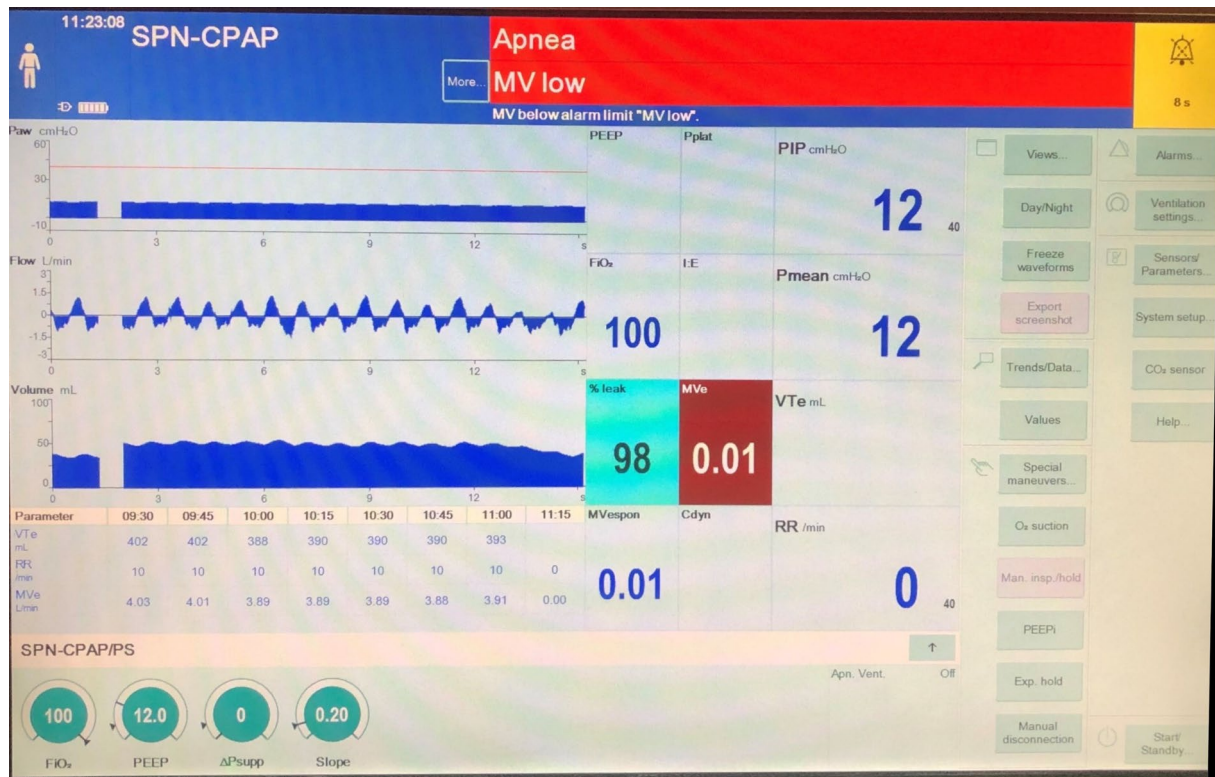 11:23:08
SPN-CPAP
Apnea
More...
MV low
MV below alarm limit "MV low".
8 s
Paw cmH₂O
60
30
-10
0 3 6 9 12 s
Flow L/min
3
1.5
0
-1.5
-3
0 3 6 9 12 s
Volume mL
100
50
0
0 3 6 9 12 s
PEEP Pplat
PIP cmH₂O
12
40
FiO₂ I:E
100
Pmean cmH₂O
12
% leak MVe
98 0.01
VTe mL
MVespon Cdyn
0.01
RR /min
0
40
Parameter 09:30 09:45 10:00 10:15 10:30 10:45 11:00 11:15
VTe mL 402 402 388 390 390 390 393
RR /min 10 10 10 10 10 10 10 0
MVe L/min 4.03 4.01 3.89 3.89 3.89 3.88 3.91 0.00
SPN-CPAP/PS
Apn. Vent. Off
100 12.0 0 0.20
FiO₂ PEEP ΔPsupp Slope
Views...
Day/Night
Freeze
waveforms
Export
screenshot
Trends/Data...
Values
Special
maneuvers...
O₂ suction
Man. insp./hold
PEEPi
Exp. hold
Manual
disconnection
Alarms...
Ventilation
settings...
Sensors/
Parameters...
System setup...
CO₂ sensor
Help...
Start/
Standby...